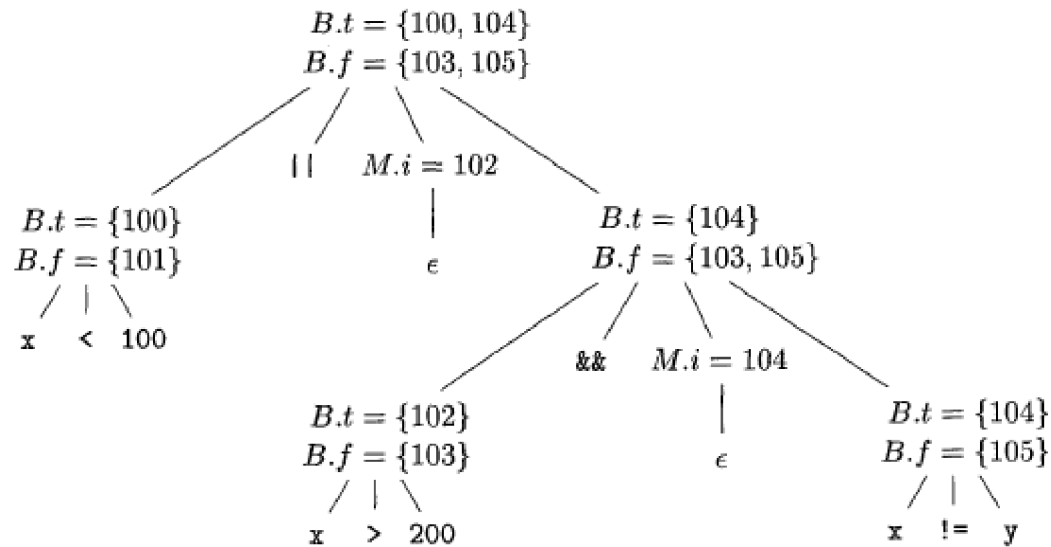 B.t = {100, 104}
B.f = {103, 105}
|| M.i = 102
B.t = {100}
B.f = {101}
ϵ
B.t = {104}
B.f = {103, 105}
x < 100
&& M.i = 104
B.t = {102}
B.f = {103}
ϵ
B.t = {104}
B.f = {105}
x > 200
x != y